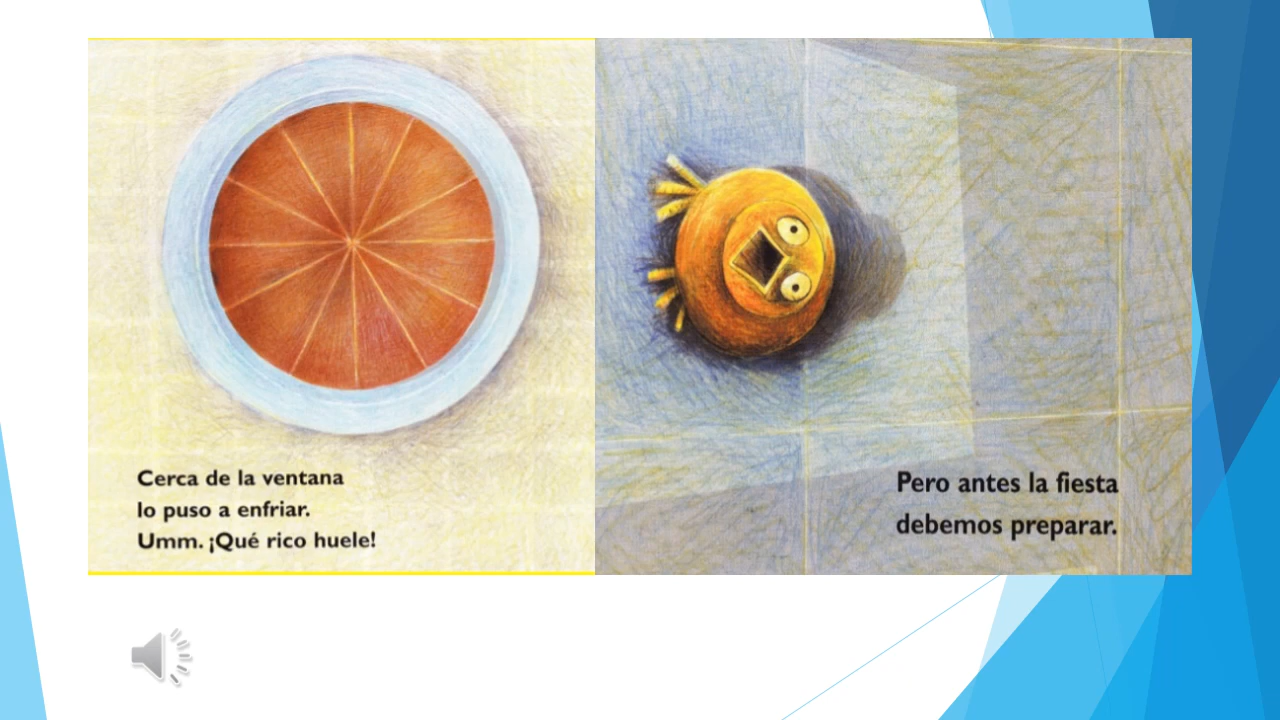 Cerca de la ventana
lo puso a enfriar.
Umm. ¡Qué rico huele!
Pero antes la fiesta
debemos preparar.